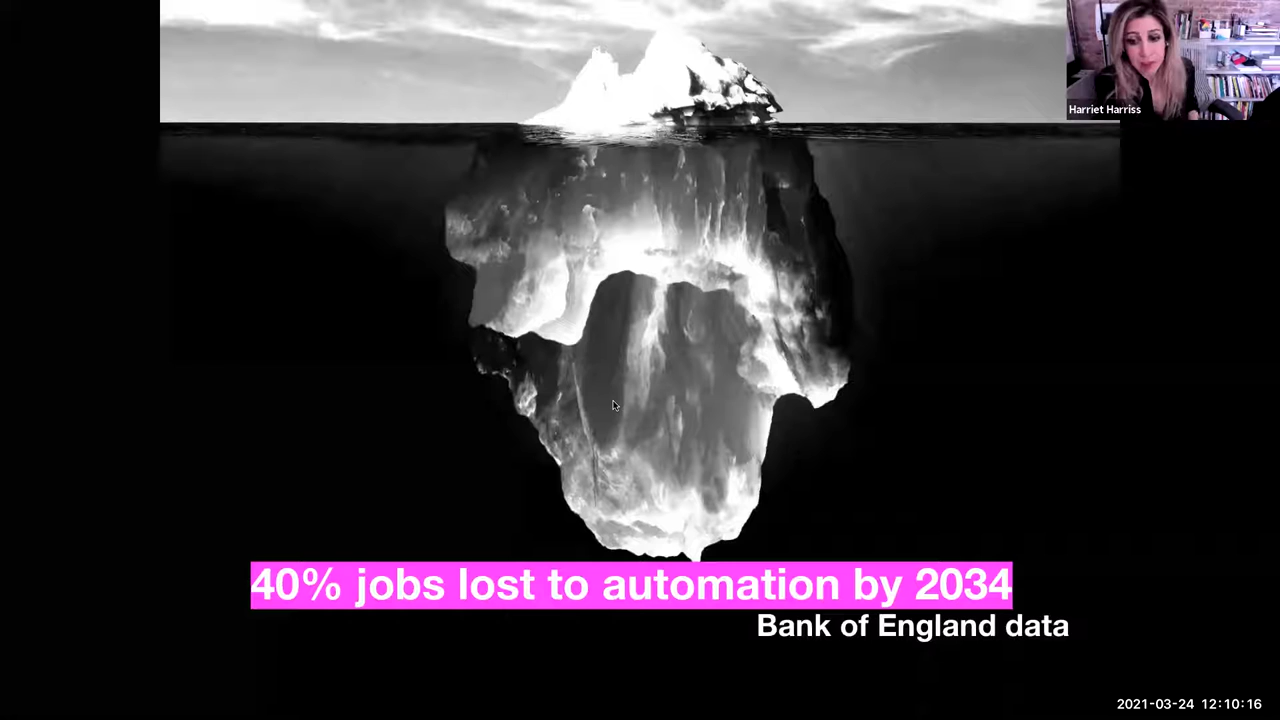 Harriet Harriss
40% jobs lost to automation by 2034
Bank of England data
2021-03-24 12:10:16